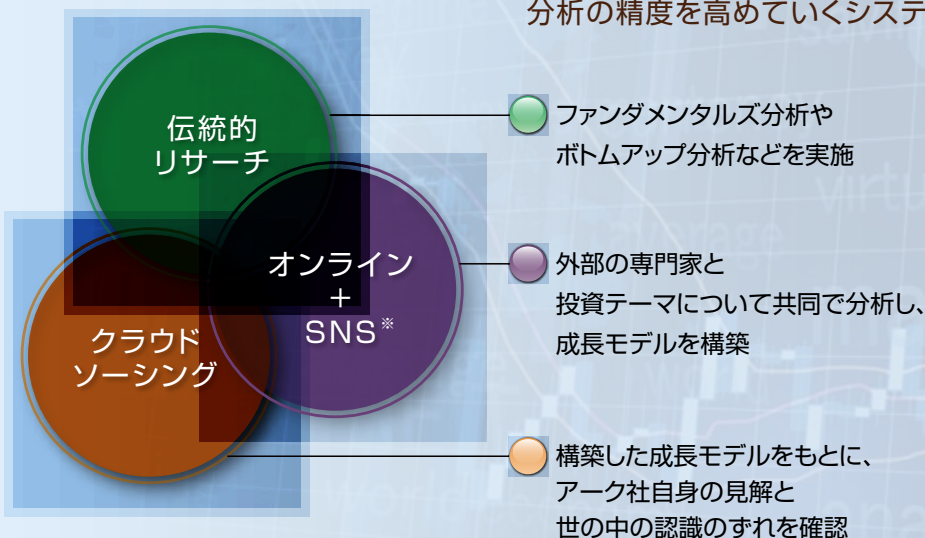 分析の精度を高めていくシステ
伝統的
リサーチ
ファンダメンタルズ分析や
ボトムアップ分析などを実施
オンライン
+
SNS※
外部の専門家と
投資テーマについて共同で分析し、
成長モデルを構築
クラウド
ソーシング
構築した成長モデルをもとに、
アーク社自身の見解と
世の中の認識のずれを確認